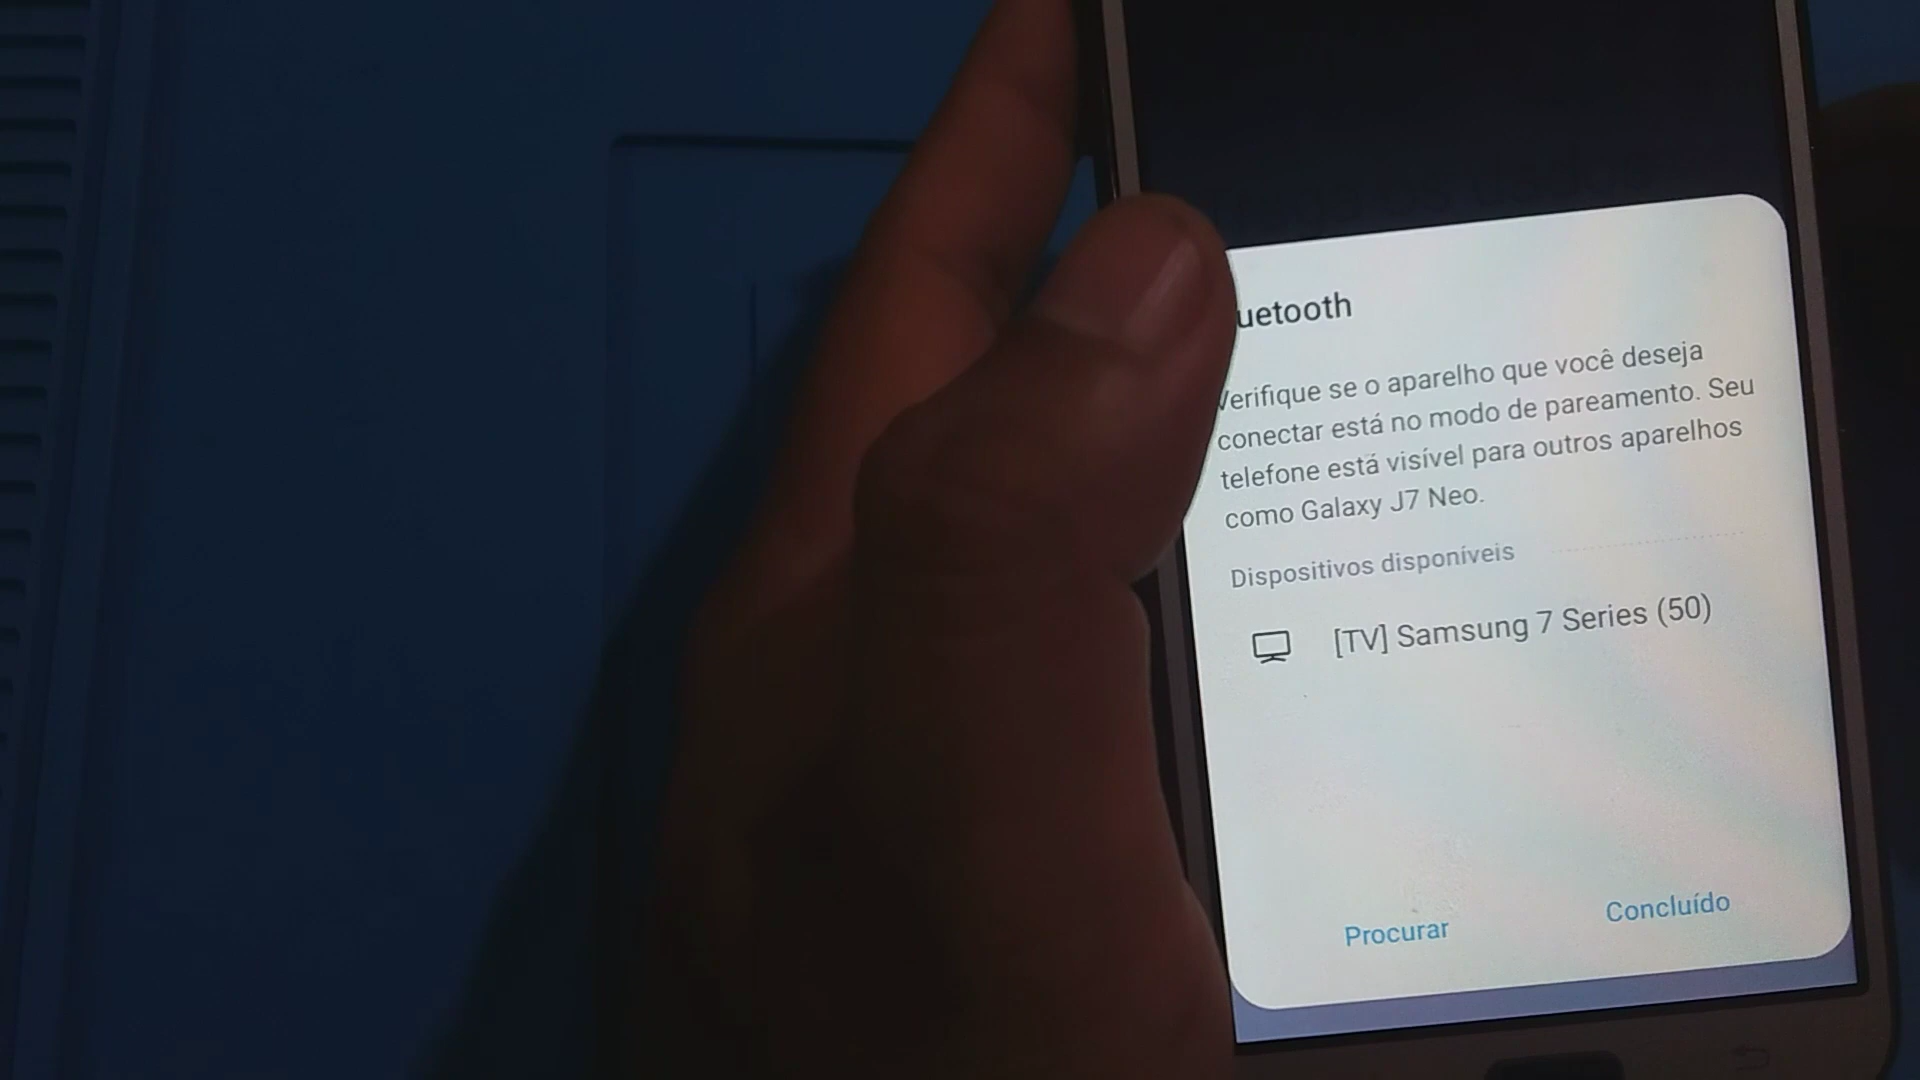 uetooth
Verifique se o aparelho que você deseja
conectar está no modo de pareamento. Seu
telefone está visível para outros aparelhos
como Galaxy J7 Neo.
Dispositivos disponíveis
[TV] Samsung 7 Series (50)
Procurar
Concluído